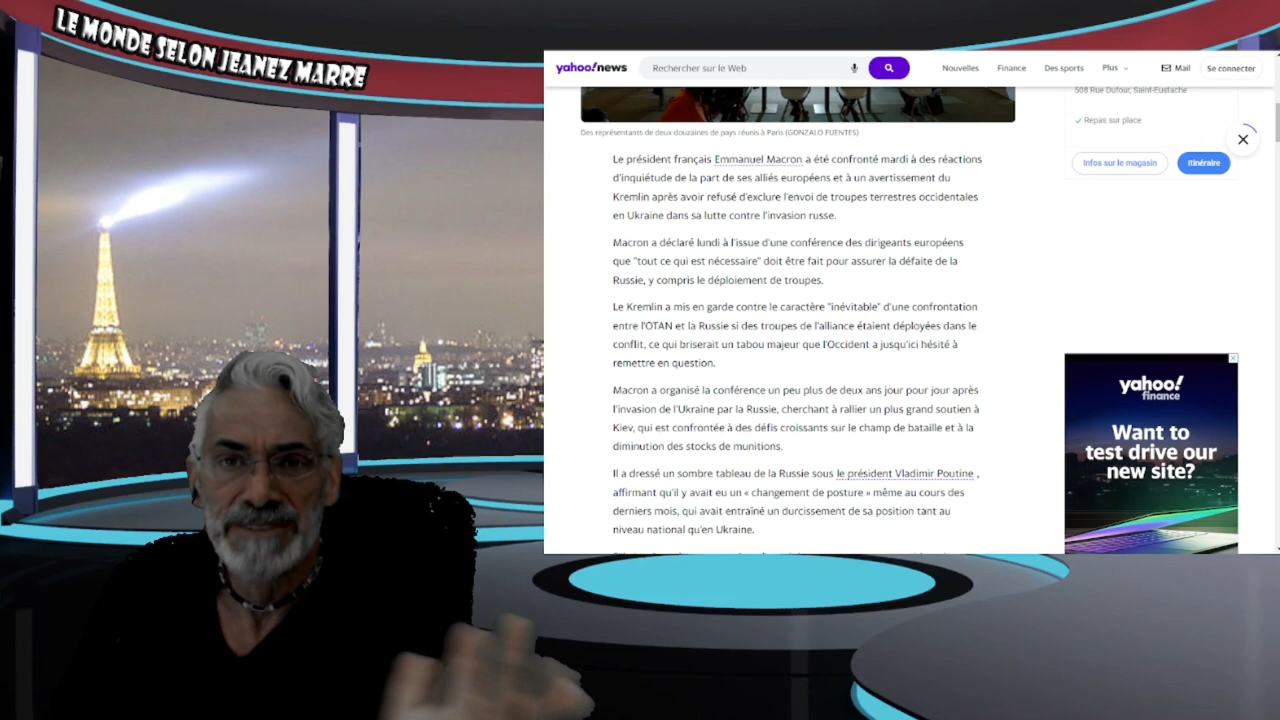 LE MONDE SELON JEANEZ MARRE
yahoo!news
Rechercher sur le Web
Nouvelles
Finance
Des sports
Plus
Mail
Se connecter
508 Rue Dufour, Saint-Eustache
Repas sur place
Infos sur le magasin
Itinéraire
Des représentants de deux douzaines de pays réunis à Paris (GONZALO FUENTES)
Le président français Emmanuel Macron a été confronté mardi à des réactions
d'inquiétude de la part de ses alliés européens et à un avertissement du
Kremlin après avoir refusé d'exclure l'envoi de troupes terrestres occidentales
en Ukraine dans sa lutte contre l'invasion russe.
Macron a déclaré lundi à l'issue d'une conférence des dirigeants européens
que "tout ce qui est nécessaire" doit être fait pour assurer la défaite de la
Russie, y compris le déploiement de troupes.
Le Kremlin a mis en garde contre le caractère "inévitable" d'une confrontation
entre l'OTAN et la Russie si des troupes de l'alliance étaient déployées dans le
conflit, ce qui briserait un tabou majeur que l'Occident a jusqu'ici hésité à
remettre en question.
Macron a organisé la conférence un peu plus de deux ans jour pour jour après
l'invasion de l'Ukraine par la Russie, cherchant à rallier un plus grand soutien à
Kiev, qui est confrontée à des défis croissants sur le champ de bataille et à la
diminution des stocks de munitions.
Il a dressé un sombre tableau de la Russie sous le président Vladimir Poutine ,
affirmant qu'il y avait eu un « changement de posture » même au cours des
derniers mois, qui avait entraîné un durcissement de sa position tant au
niveau national qu'en Ukraine.
yahoo!
finance
Want to
test drive our
new site?